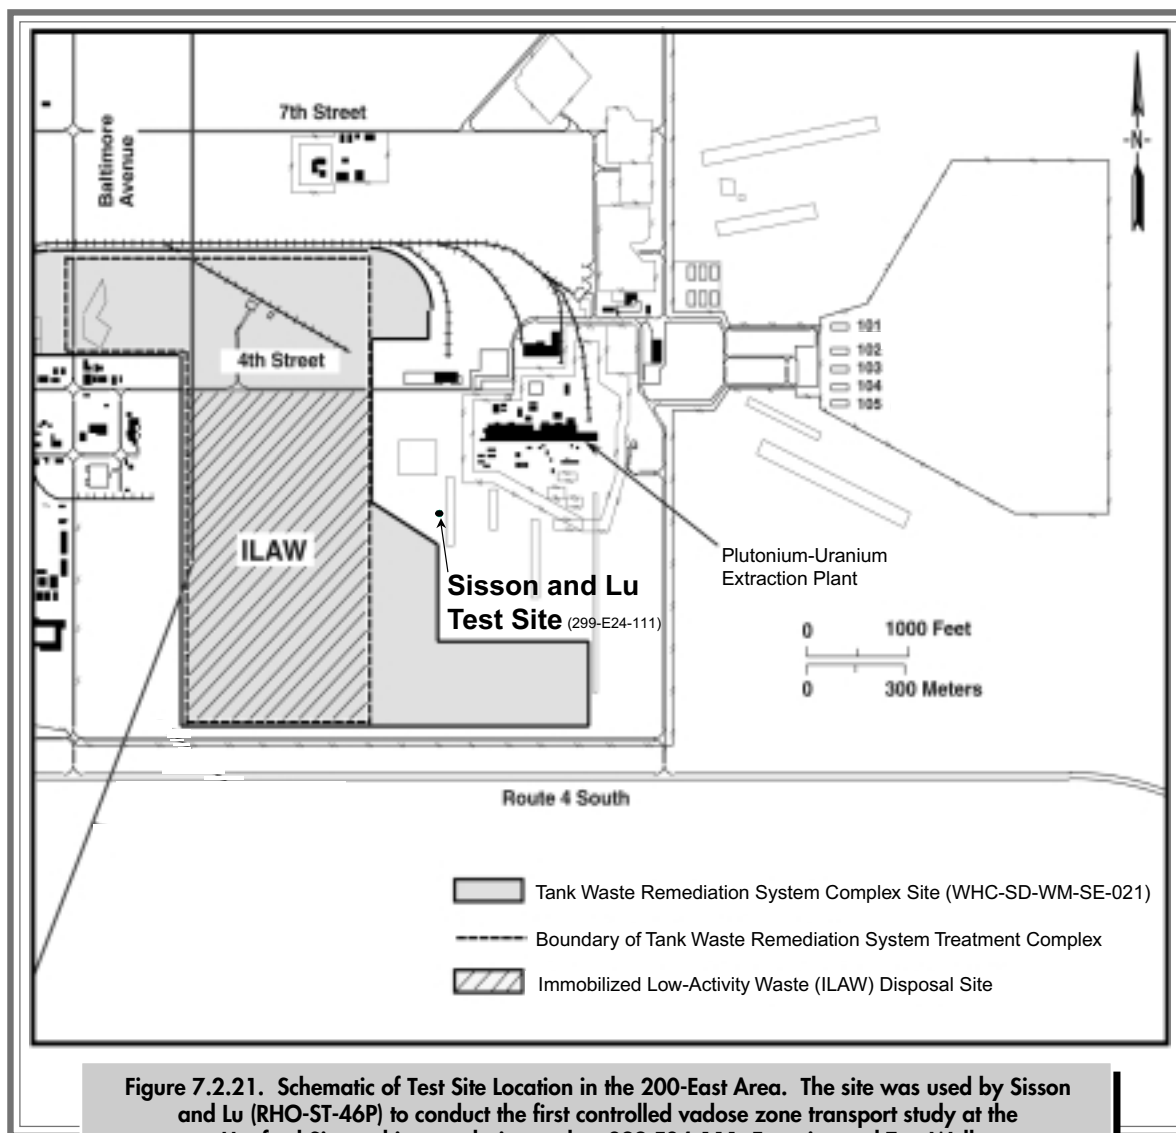 7th Street
Baltimore
Avenue
-N-
101
102
103
104
105
4th Street
ILAW
Plutonium-Uranium
Extraction Plant
Sisson and Lu
Test Site (299-E24-111)
0 1000 Feet
0 300 Meters
Route 4 South
Tank Waste Remediation System Complex Site (WHC-SD-WM-SE-021)
Boundary of Tank Waste Remediation System Treatment Complex
Immobilized Low-Activity Waste (ILAW) Disposal Site
Figure 7.2.21. Schematic of Test Site Location in the 200-East Area. The site was used by Sisson
and Lu (RHO-ST-46P) to conduct the first controlled vadose zone transport study at the